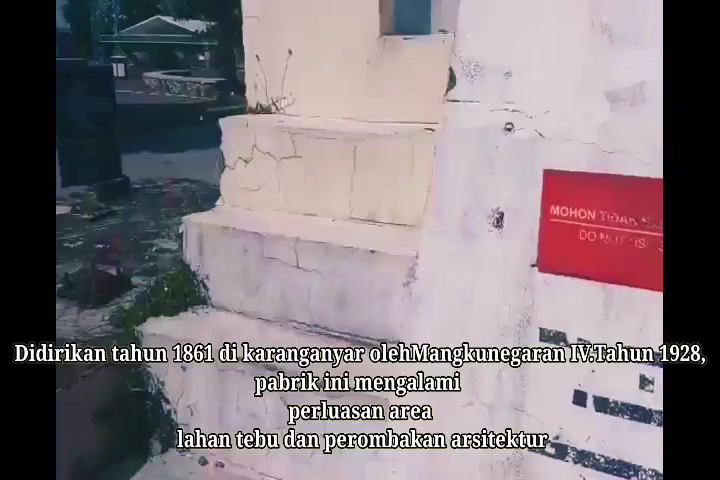 MOHON TIDAK
DO NOT
Didirikan tahun 1861 di karanganyar olehMangkunegaran IV.Tahun 1928,
pabrik ini mengalami
perluasan area
lahan tebu dan perombakan arsitektur